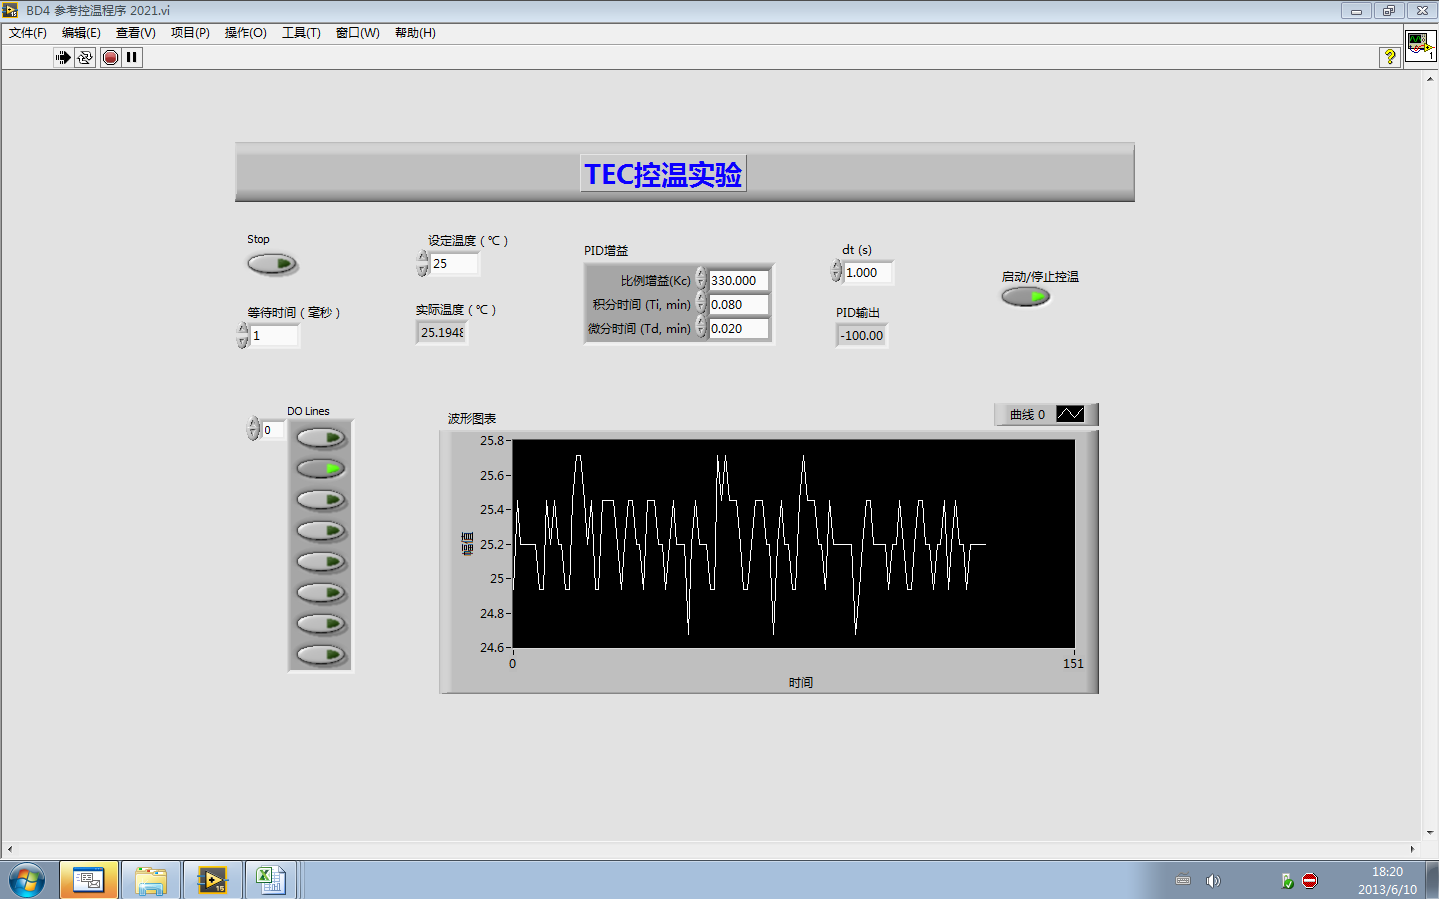 BD4 参考控温程序 2021.vi
文件(F) 编辑(E) 查看(V) 项目(P) 操作(O) 工具(T) 窗口(W) 帮助(H)
1
TEC控温实验
Stop
设定温度（℃）
25
PID增益
比例增益(Kc) 330.000
积分时间 (Ti, min) 0.080
微分时间 (Td, min) 0.020
dt (s)
1.000
启动/停止控温
等待时间（毫秒）
1
实际温度（℃）
25.1948
PID输出
-100.00
DO Lines
0
波形图表
曲线 0
25.8
25.6
25.4
25.2
25
24.8
24.6
幅值
0
151
时间
15
18:20
2013/6/10